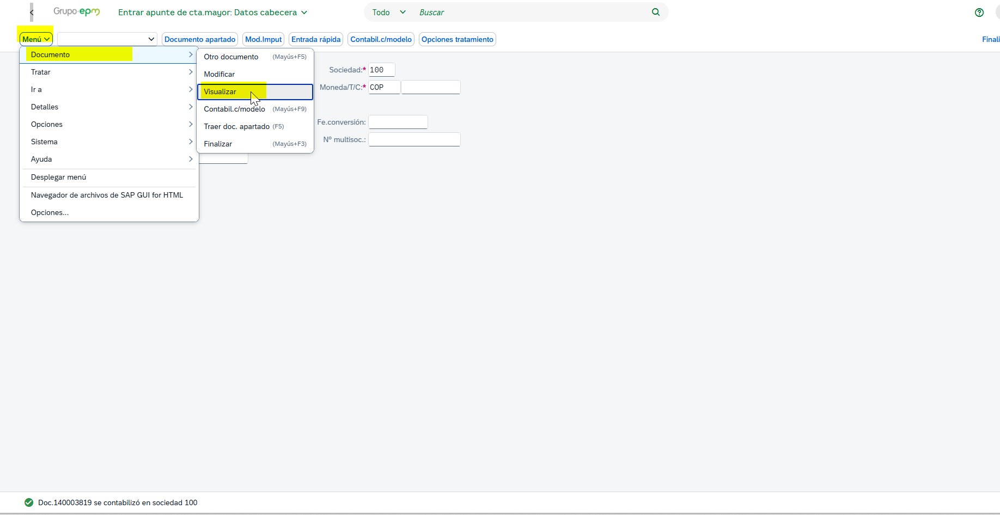 Grupo·epm
Entrar apunte de cta.mayor: Datos cabecera
Todo
Buscar
Menú
Documento apartado
Mod.Imput
Entrada rápida
Contabil.c/modelo
Opciones tratamiento
Finali
Documento
Tratar
Ir a
Detalles
Opciones
Sistema
Ayuda
Desplegar menú
Navegador de archivos de SAP GUI for HTML
Opciones...
Otro documento (Mayús+F5)
Modificar
Visualizar
Contabil.c/modelo (Mayús+F9)
Traer doc. apartado (F5)
Finalizar (Mayús+F3)
Sociedad:* 100
Moneda/T/C:* COP
Fe.conversión:
Nº multisoc.:
Doc.140003819 se contabilizó en sociedad 100